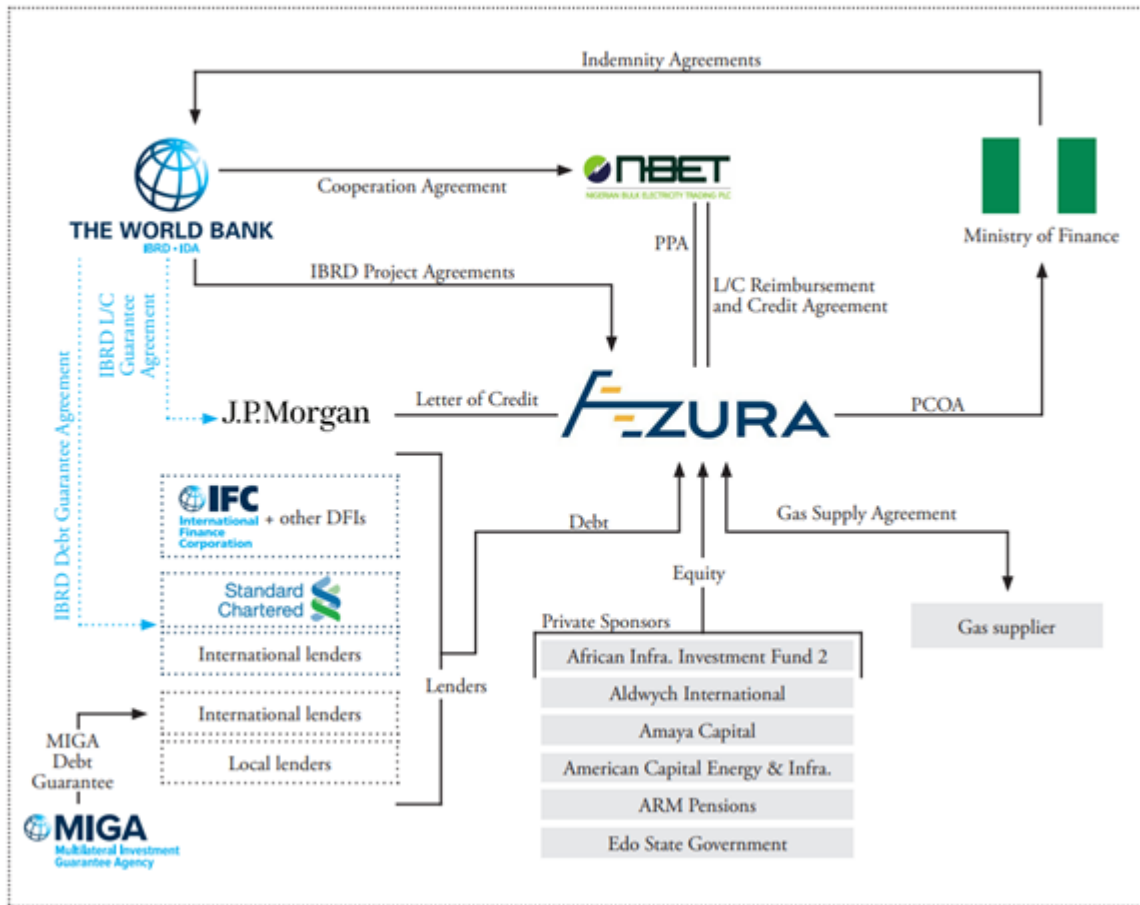 Indemnity Agreements
NBET
NIGERIAN BULK ELECTRICITY TRADING PLC
Cooperation Agreement
THE WORLD BANK
IBRD • IDA
Ministry of Finance
PPA
IBRD Project Agreements
L/C Reimbursement
and Credit Agreement
IBRD L/C
Guarantee
Agreement
IBRD Debt Guarantee Agreement
J.P.Morgan
Letter of Credit
AZURA
PCOA
IFC
International
Finance
Corporation
+ other DFIs
Debt
Gas Supply Agreement
Standard
Chartered
Equity
Private Sponsors
Gas supplier
International lenders
African Infra. Investment Fund 2
Lenders
Aldwych International
International lenders
Amaya Capital
MIGA
Debt
Guarantee
Local lenders
American Capital Energy & Infra.
ARM Pensions
MIGA
Multilateral Investment
Guarantee Agency
Edo State Government